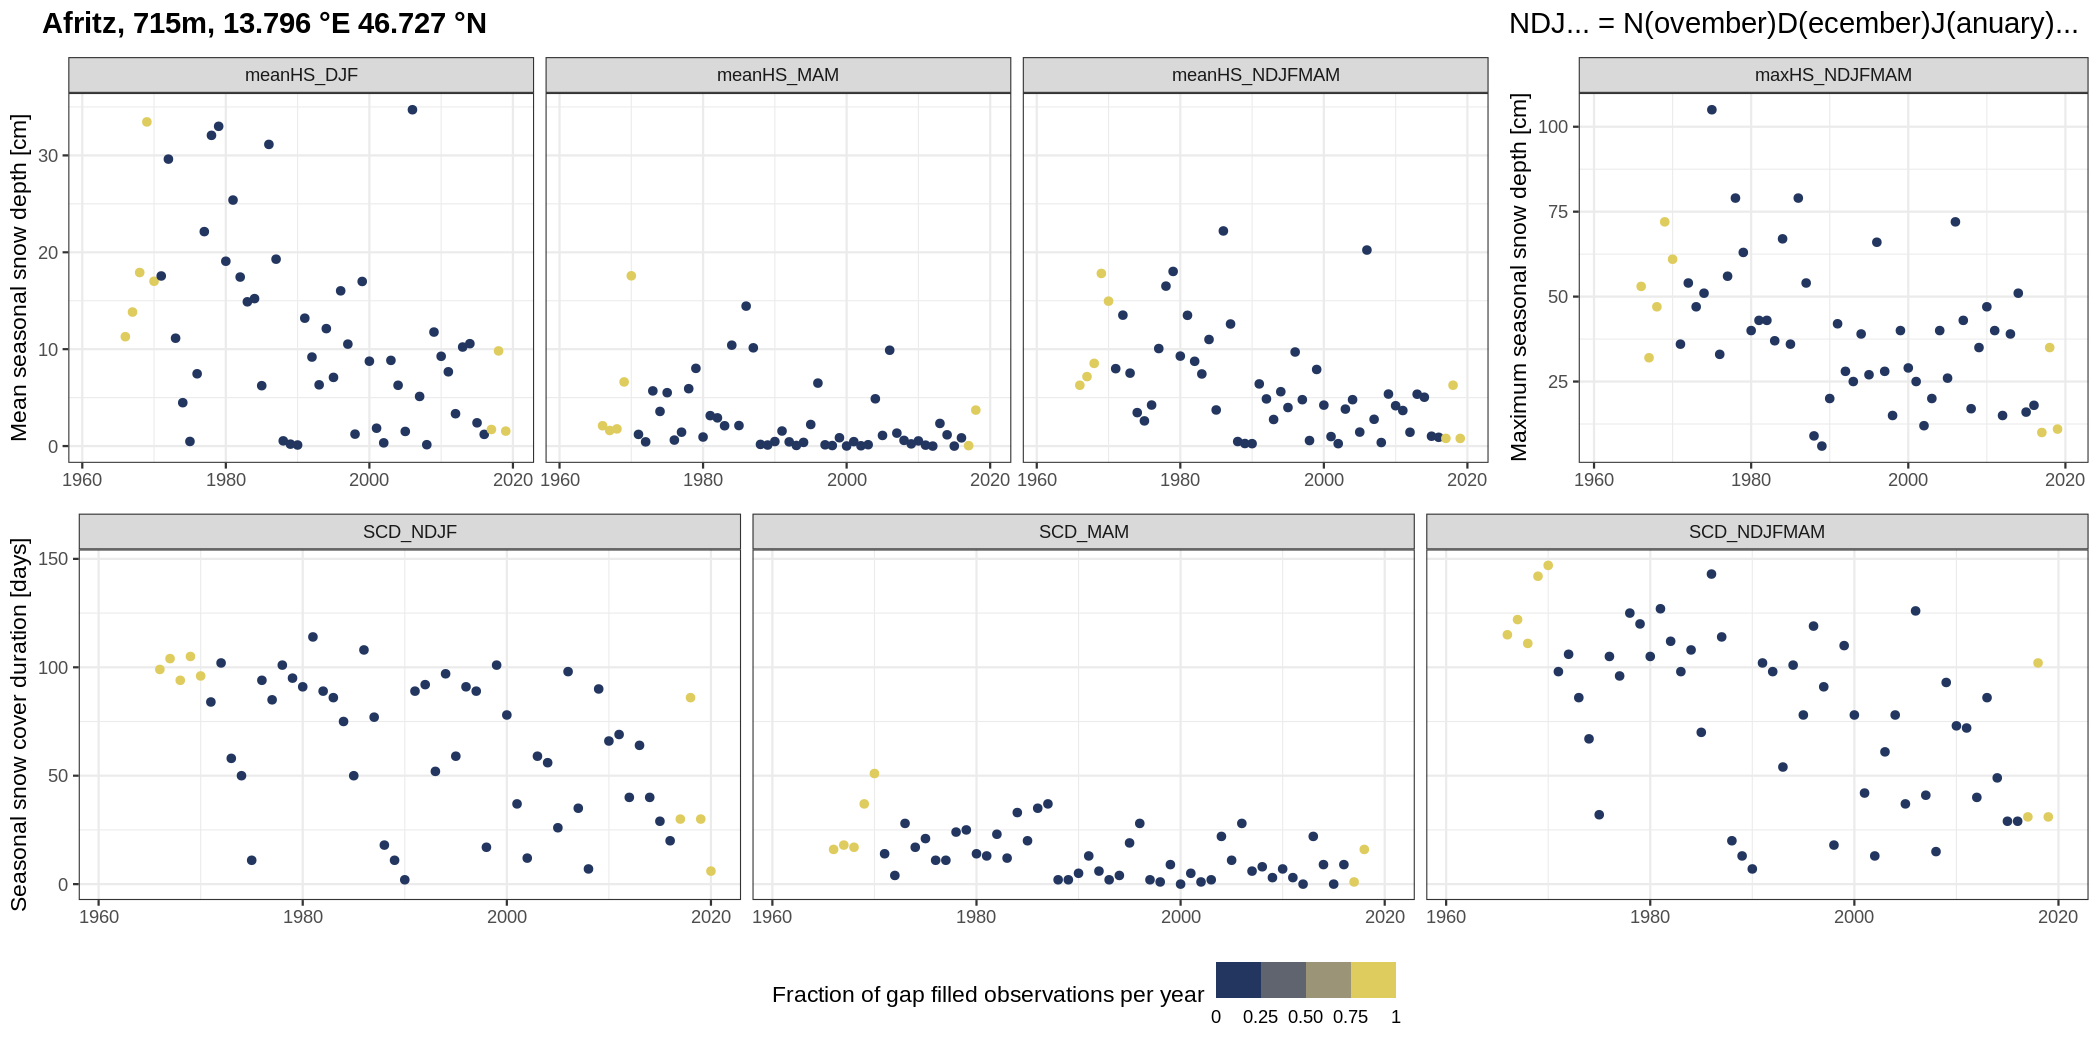 Afritz, 715m, 13.796 °E 46.727 °N
NDJ... = N(ovember)D(ecember)J(anuary)...
meanHS_DJF
meanHS_MAM
meanHS_NDJFMAM
maxHS_NDJFMAM
Mean seasonal snow depth [cm]
30
20
10
0
1960 1980 2000 2020
1960 1980 2000 2020
1960 1980 2000 2020
Maximum seasonal snow depth [cm]
100
75
50
25
1960 1980 2000 2020
SCD_NDJF
SCD_MAM
SCD_NDJFMAM
Seasonal snow cover duration [days]
150
100
50
0
1960 1980 2000 2020
1960 1980 2000 2020
1960 1980 2000 2020
Fraction of gap filled observations per year
0 0.25 0.50 0.75 1